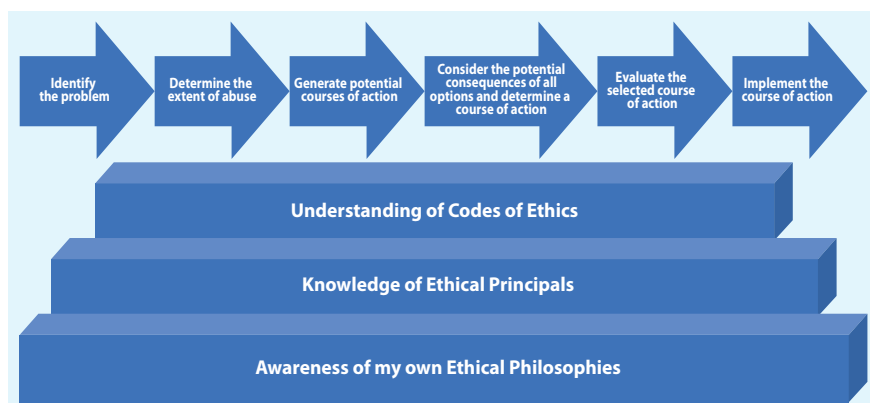 Identify
the problem
Determine the
extent of abuse
Generate potential
courses of action
Consider the potential
consequences of all
options and determine a
course of action
Evaluate the
selected course
of action
Implement the
course of action
Understanding of Codes of Ethics
Knowledge of Ethical Principals
Awareness of my own Ethical Philosophies